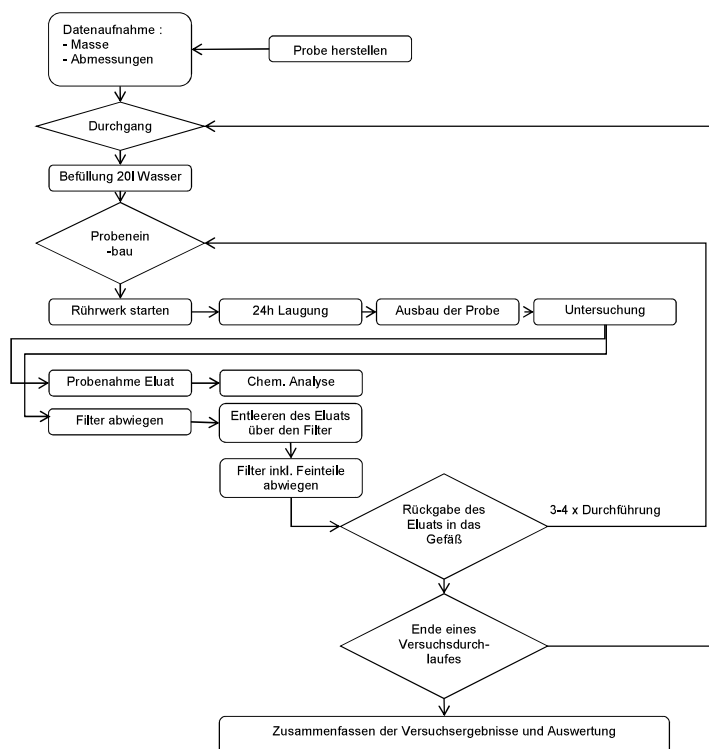 Datenaufnahme :
- Masse
- Abmessungen
Probe herstellen
Durchgang
Befüllung 20l Wasser
Probenein
-bau
Rührwerk starten
24h Laugung
Ausbau der Probe
Untersuchung
Probenahme Eluat
Chem. Analyse
Filter abwiegen
Entleeren des Eluats
über den Filter
Filter inkl. Feinteile
abwiegen
Rückgabe des
Eluats in das
Gefäß
3-4 x Durchführung
Ende eines
Versuchsdurch-
laufes
Zusammenfassen der Versuchsergebnisse und Auswertung